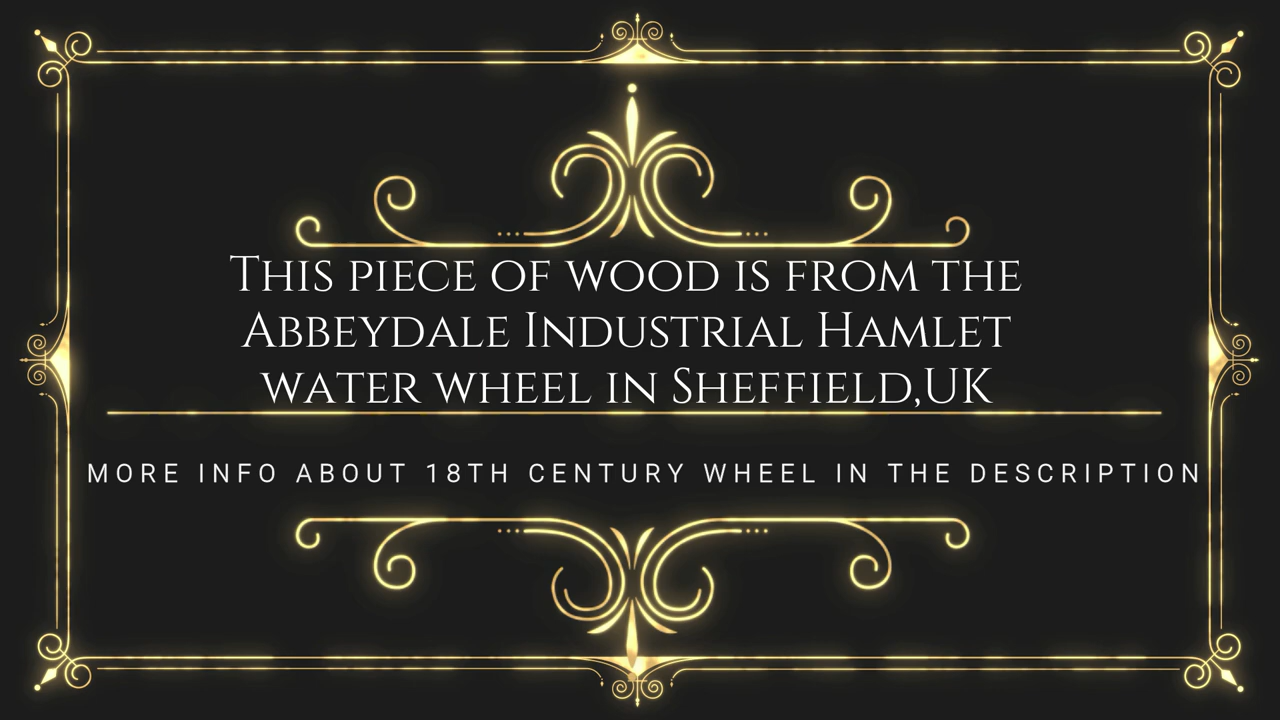 This piece of wood is from the
Abbeydale Industrial Hamlet
water wheel in Sheffield,UK
MORE INFO ABOUT 18TH CENTURY WHEEL IN THE DESCRIPTION